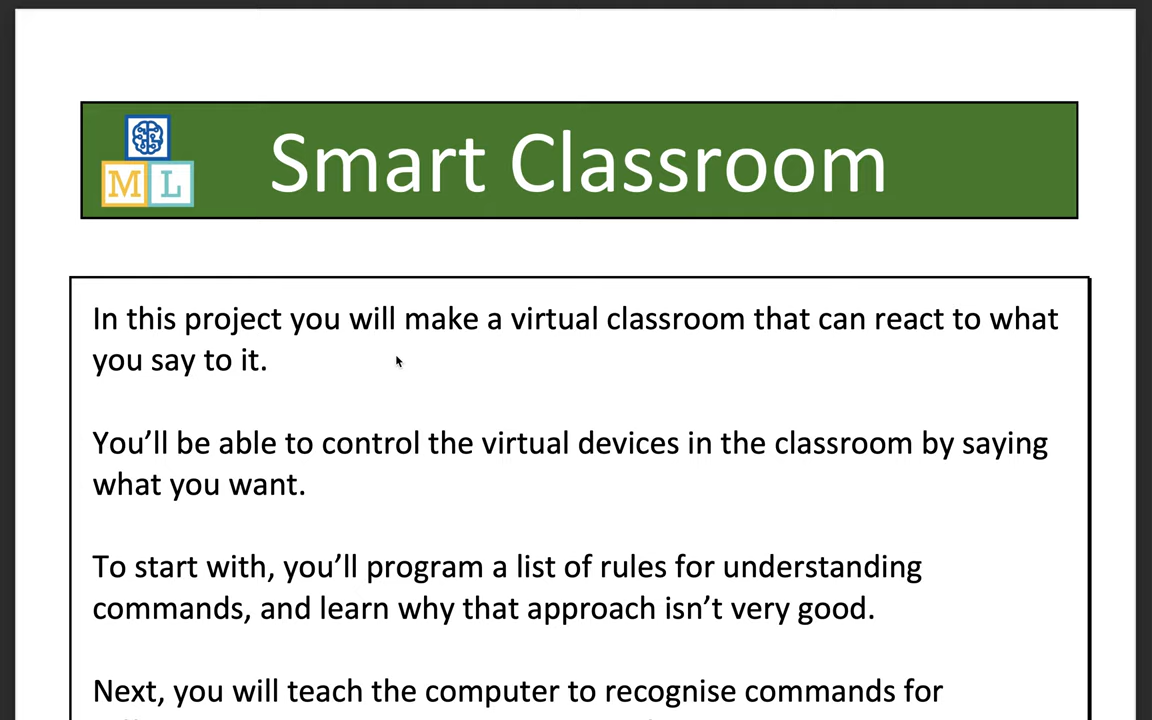 M L
Smart Classroom
In this project you will make a virtual classroom that can react to what
you say to it.
You’ll be able to control the virtual devices in the classroom by saying
what you want.
To start with, you’ll program a list of rules for understanding
commands, and learn why that approach isn’t very good.
Next, you will teach the computer to recognise commands for